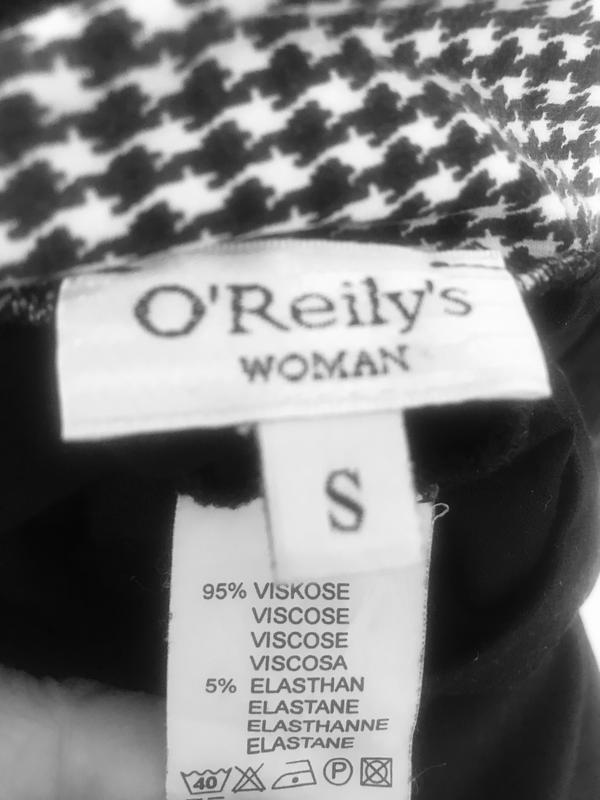 O'Reily's
WOMAN
S
95% VISKOSE
VISCOSE
VISCOSE
VISCOSA
5% ELASTHAN
ELASTANE
ELASTHANNE
ELASTANE
40 P